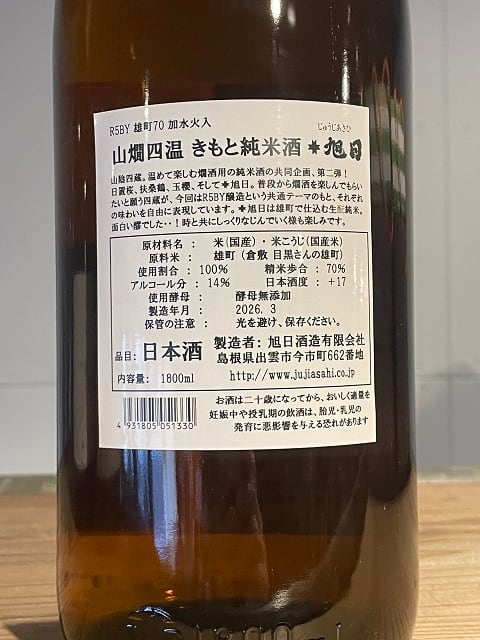 R5BY 雄町70 加水火入
じゅうじあさひ
山燗四温 きもと純米酒 十旭日
山陰四蔵。温めて楽しむ燗酒用の純米酒の共同企画、第二弾！
日置桜、扶桑鶴、玉櫻、そして十旭日。普段から燗酒を楽しんでもらい
たいと願う四蔵が、今回はR5BY醸造という共通テーマのもと、それぞれ
の味わいを自由に表現しています。十旭日は雄町で仕込む生酛純米。
面白い醪でした・・！時と共にしっくりなじんでいく様も楽しみです。
原材料名： 米(国産)・米こうじ(国産米)
原料米： 雄町（倉敷 目黒さんの雄町）
使用割合：100% 精米歩合：70%
アルコール分：14% 日本酒度：+17
使用酵母： 酵母無添加
製造年月： 2026.3
保管の注意： 光を避け、保存ください。
品目:日本酒 製造者：旭日酒造有限会社
島根県出雲市今市町662番地
内容量： 1800ml http://www.jujiasahi.co.jp
お酒は二十歳になってから、おいしく適量を
妊娠中や授乳期の飲酒は、胎児・乳児の
発育に悪影響を与える恐れがあります
4931805051330